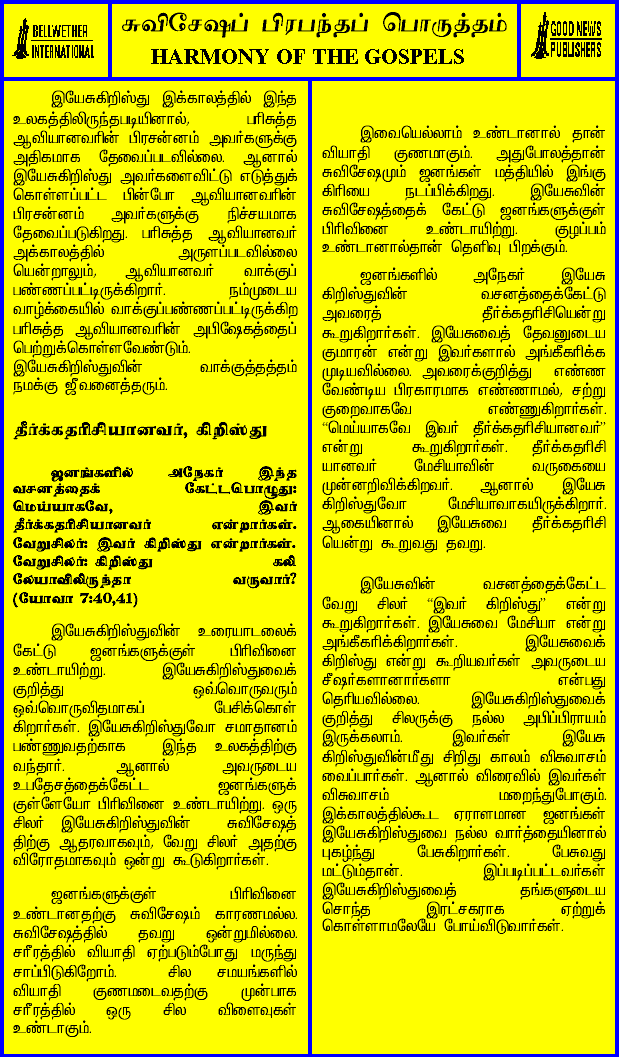 BELLWETHER
INTERNATIONAL
சுவிசேஷப் பிரபந்தப் பொருத்தம்
HARMONY OF THE GOSPELS
GOOD NEWS
PUBLISHERS
இயேசுகிறிஸ்து இக்காலத்தில் இந்த
உலகத்திலிருந்தபடியினால், பரிசுத்த
ஆவியானவரின் பிரசன்னம் அவர்களுக்கு
அதிகமாக தேவைப்படவில்லை. ஆனால்
இயேசுகிறிஸ்து அவர்களைவிட்டு எடுத்துக்
கொள்ளப்பட்ட பின்போ ஆவியானவரின்
பிரசன்னம் அவர்களுக்கு நிச்சயமாக
தேவைப்படுகிறது. பரிசுத்த ஆவியானவர்
அக்காலத்தில் அருளப்படவில்லை
யென்றாலும், ஆவியானவர் வாக்குப்
பண்ணப்பட்டிருக்கிறார். நம்முடைய
வாழ்க்கையில் வாக்குப்பண்ணப்பட்டிருக்கிற
பரிசுத்த ஆவியானவரின் அபிஷேகத்தைப்
பெற்றுக்கொள்ளவேண்டும்.
இயேசுகிறிஸ்துவின் வாக்குத்தத்தம்
நமக்கு ஜீவனைத்தரும்.
தீர்க்கதரிசியானவர், கிறிஸ்து
ஜனங்களில் அநேகர் இந்த
வசனத்தைக் கேட்டபொழுது:
மெய்யாகவே, இவர்
தீர்க்கதரிசியானவர் என்றார்கள்.
வேறுசிலர்: இவர் கிறிஸ்து என்றார்கள்.
வேறுசிலர்: கிறிஸ்து கலி
லேயாவிலிருந்தா வருவார்?
(யோவா 7:40,41)
இயேசுகிறிஸ்துவின் உரையாடலைக்
கேட்டு ஜனங்களுக்குள் பிரிவினை
உண்டாயிற்று. இயேசுகிறிஸ்துவைக்
குறித்து ஒவ்வொருவரும்
ஒவ்வொருவிதமாகப் பேசிக்கொள்
கிறார்கள். இயேசுகிறிஸ்துவோ சமாதானம்
பண்ணுவதற்காக இந்த உலகத்திற்கு
வந்தார். ஆனால் அவருடைய
உபதேசத்தைக்கேட்ட ஜனங்களுக்
குள்ளேயோ பிரிவினை உண்டாயிற்று. ஒரு
சிலர் இயேசுகிறிஸ்துவின் சுவிசேஷத்
திற்கு ஆதரவாகவும், வேறு சிலர் அதற்கு
விரோதமாகவும் ஒன்று கூடுகிறார்கள்.
ஜனங்களுக்குள் பிரிவினை
உண்டானதற்கு சுவிசேஷம் காரணமல்ல.
சுவிசேஷத்தில் தவறு ஒன்றுமில்லை.
சரீரத்தில் வியாதி ஏற்படும்போது மருந்து
சாப்பிடுகிறோம். சில சமயங்களில்
வியாதி குணமடைவதற்கு முன்பாக
சரீரத்தில் ஒரு சில விளைவுகள்
உண்டாகும்.
இவையெல்லாம் உண்டானால் தான்
வியாதி குணமாகும். அதுபோலத்தான்
சுவிசேஷமும் ஜனங்கள் மத்தியில் இங்கு
கிரியை நடப்பிக்கிறது. இயேசுவின்
சுவிசேஷத்தைக் கேட்டு ஜனங்களுக்குள்
பிரிவினை உண்டாயிற்று. குழப்பம்
உண்டானால்தான் தெளிவு பிறக்கும்.
ஜனங்களில் அநேகர் இயேசு
கிறிஸ்துவின் வசனத்தைக்கேட்டு
அவரைத் தீர்க்கதரிசியென்று
கூறுகிறார்கள். இயேசுவைத் தேவனுடைய
குமாரன் என்று இவர்களால் அங்கீகரிக்க
முடியவில்லை. அவரைக்குறித்து எண்ண
வேண்டிய பிரகாரமாக எண்ணாமல், சற்று
குறைவாகவே எண்ணுகிறார்கள்.
“மெய்யாகவே இவர் தீர்க்கதரிசியானவர்”
என்று கூறுகிறார்கள். தீர்க்கதரிசி
யானவர் மேசியாவின் வருகையை
முன்னறிவிக்கிறவர். ஆனால் இயேசு
கிறிஸ்துவோ மேசியாவாகயிருக்கிறார்.
ஆகையினால் இயேசுவை தீர்க்கதரிசி
யென்று கூறுவது தவறு.
இயேசுவின் வசனத்தைக்கேட்ட
வேறு சிலர் “இவர் கிறிஸ்து” என்று
கூறுகிறார்கள். இயேசுவை மேசியா என்று
அங்கீகரிக்கிறார்கள். இயேசுவைக்
கிறிஸ்து என்று கூறியவர்கள் அவருடைய
சீஷர்களானார்களா என்பது
தெரியவில்லை. இயேசுகிறிஸ்துவைக்
குறித்து சிலருக்கு நல்ல அபிப்பிராயம்
இருக்கலாம். இவர்கள் இயேசு
கிறிஸ்துவின்மீது சிறிது காலம் விசுவாசம்
வைப்பார்கள். ஆனால் விரைவில் இவர்கள்
விசுவாசம் மறைந்துபோகும்.
இக்காலத்தில்கூட ஏராளமான ஜனங்கள்
இயேசுகிறிஸ்துவை நல்ல வார்த்தையினால்
புகழ்ந்து பேசுகிறார்கள். பேசுவது
மட்டும்தான். இப்படிப்பட்டவர்கள்
இயேசுகிறிஸ்துவைத் தங்களுடைய
சொந்த இரட்சகராக ஏற்றுக்
கொள்ளாமலேயே போய்விடுவார்கள்.